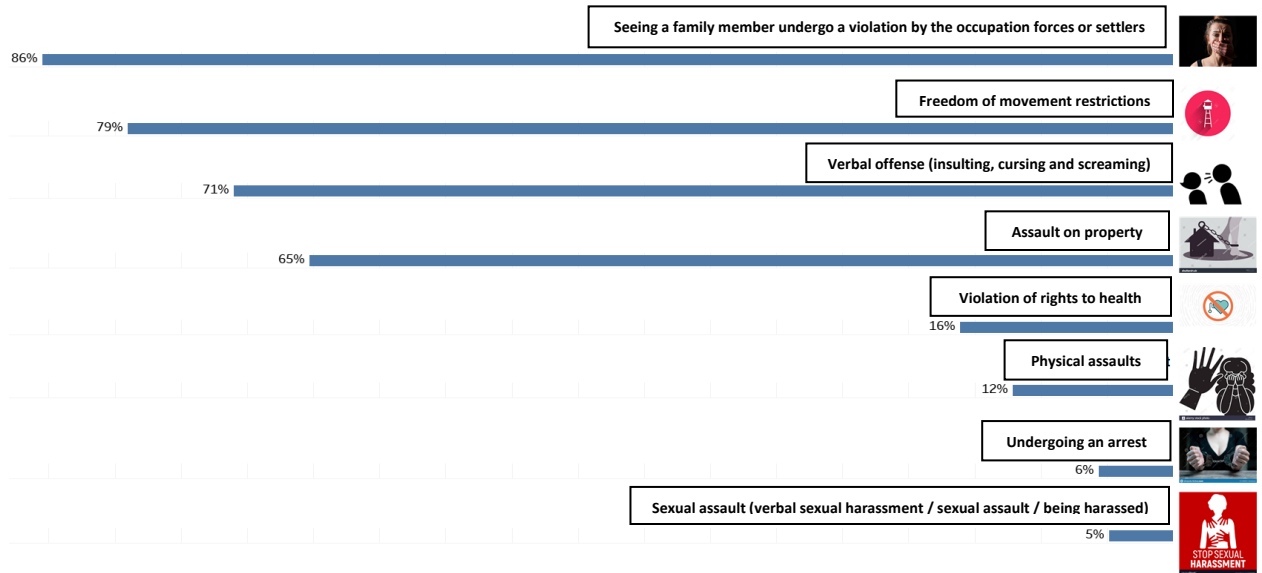 Seeing a family member undergo a violation by the occupation forces or settlers
86%
Freedom of movement restrictions
79%
Verbal offense (insulting, cursing and screaming)
71%
Assault on property
65%
Violation of rights to health
16%
Physical assaults
12%
Undergoing an arrest
6%
Sexual assault (verbal sexual harassment / sexual assault / being harassed)
5%
STOP SEXUAL
HARASSMENT